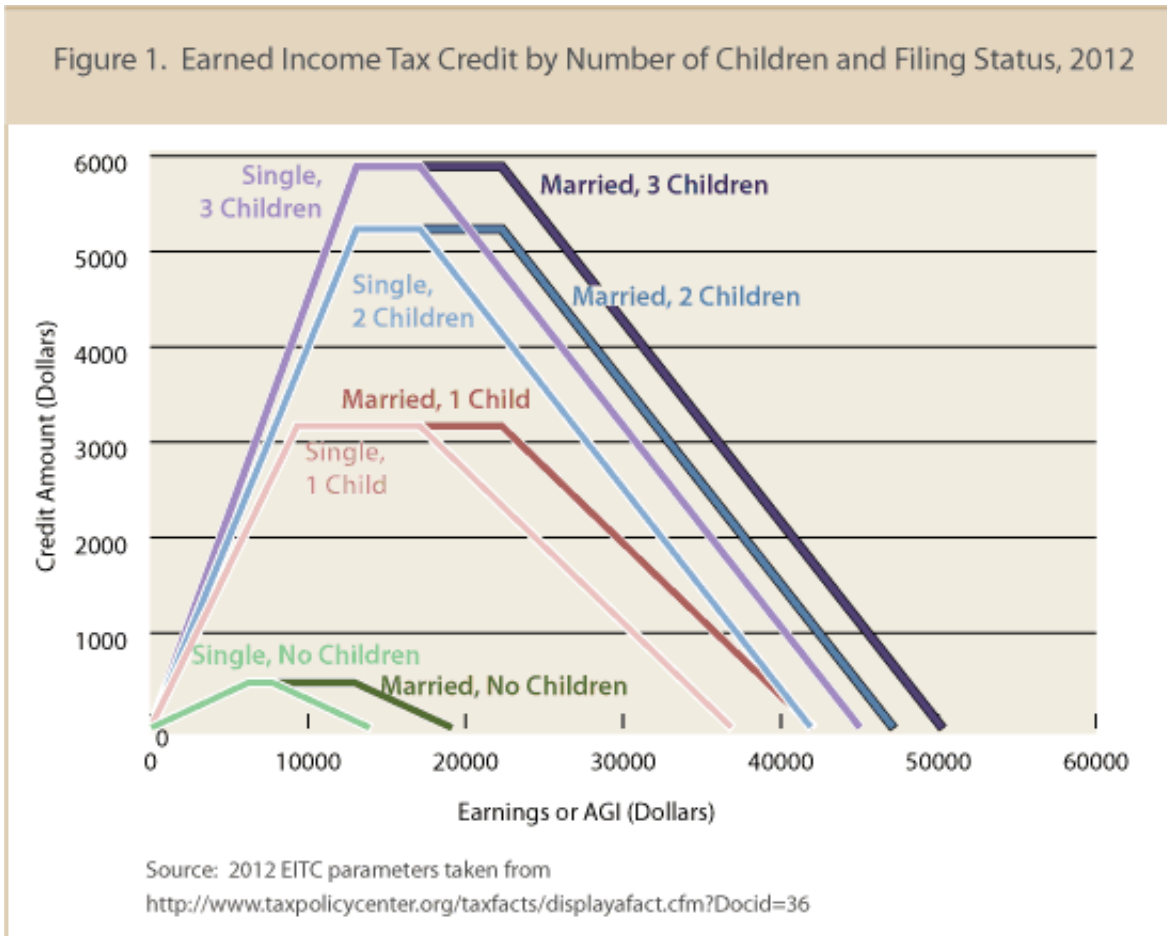 Figure 1. Earned Income Tax Credit by Number of Children and Filing Status, 2012
Credit Amount (Dollars)
6000
5000
4000
3000
2000
1000
0
Single,
3 Children
Married, 3 Children
Single,
2 Children
Married, 2 Children
Married, 1 Child
Single,
1 Child
Single, No Children
Married, No Children
0
10000
20000
30000
40000
50000
60000
Earnings or AGI (Dollars)
Source: 2012 EITC parameters taken from
http://www.taxpolicycenter.org/taxfacts/displayafact.cfm?Docid=36